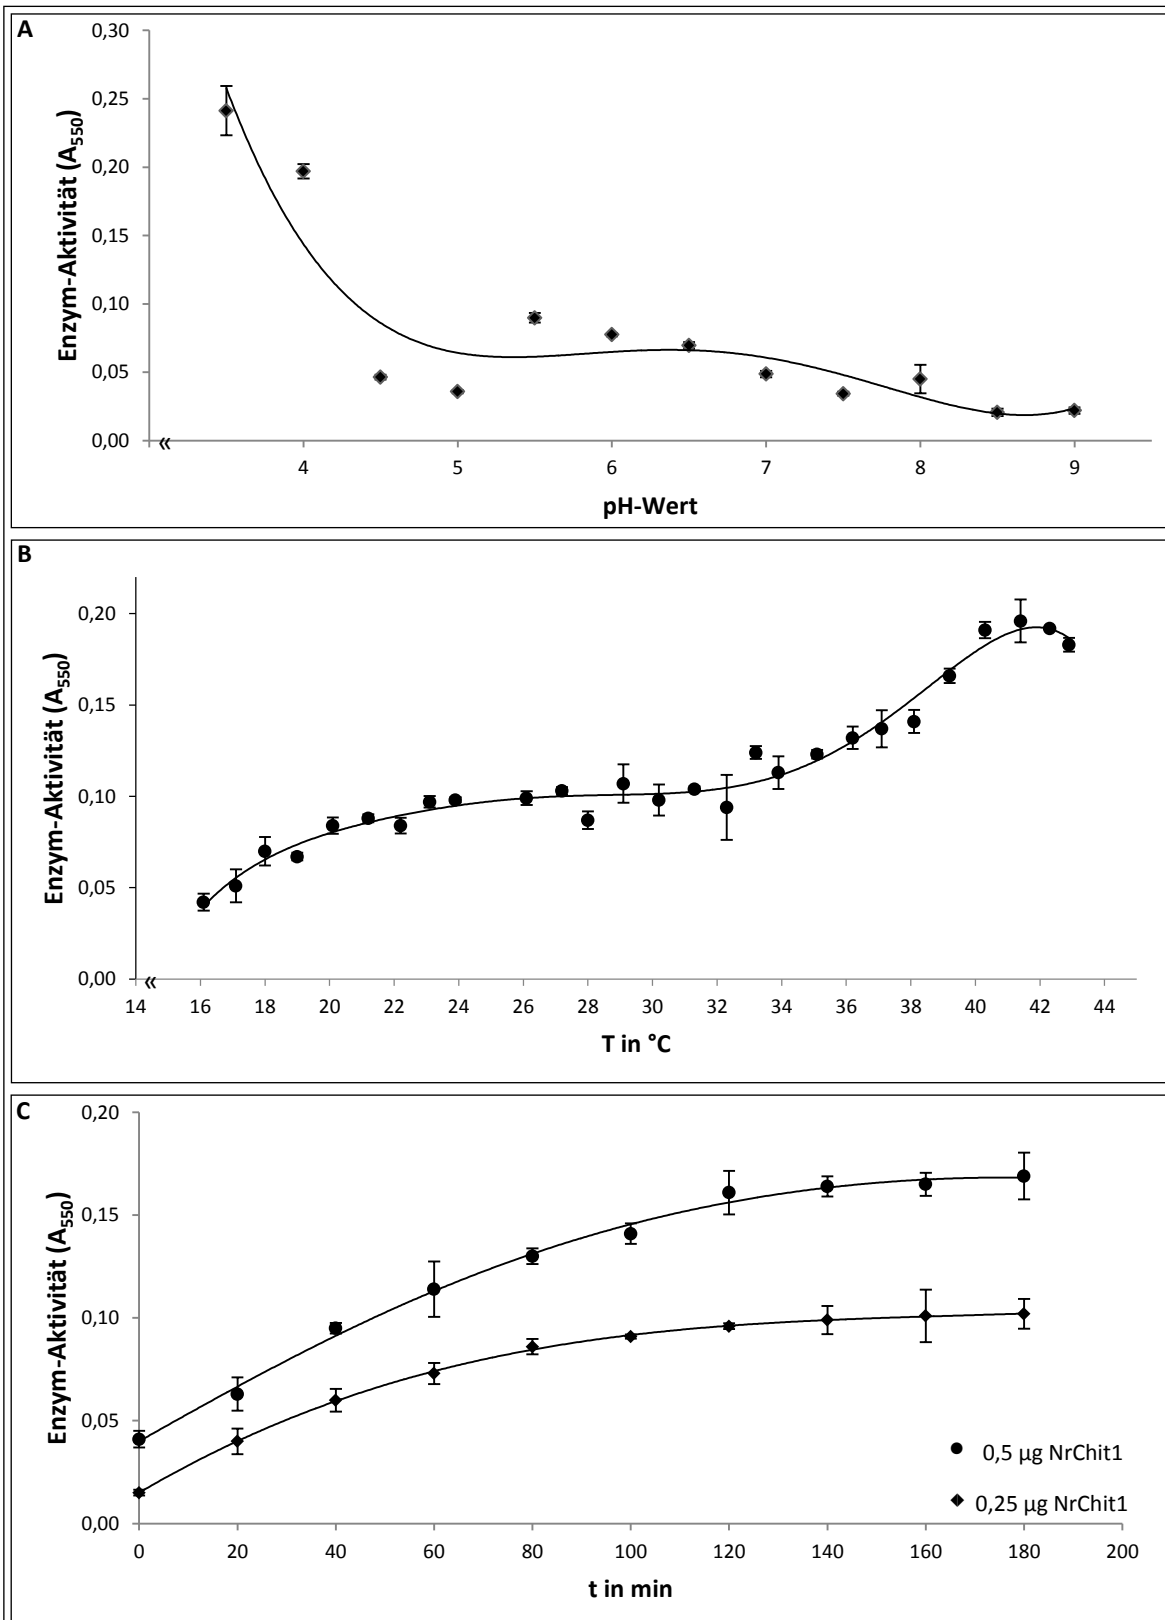 A
0,30
0,25
0,20
0,15
0,10
0,05
0,00
Enzym-Aktivität (A550)
4 5 6 7 8 9
pH-Wert
B
0,20
0,15
0,10
0,05
0,00
Enzym-Aktivität (A550)
14 16 18 20 22 24 26 28 30 32 34 36 38 40 42 44
T in °C
C
0,20
0,15
0,10
0,05
0,00
Enzym-Aktivität (A550)
0,5 µg NrChit1
0,25 µg NrChit1
0 20 40 60 80 100 120 140 160 180 200
t in min